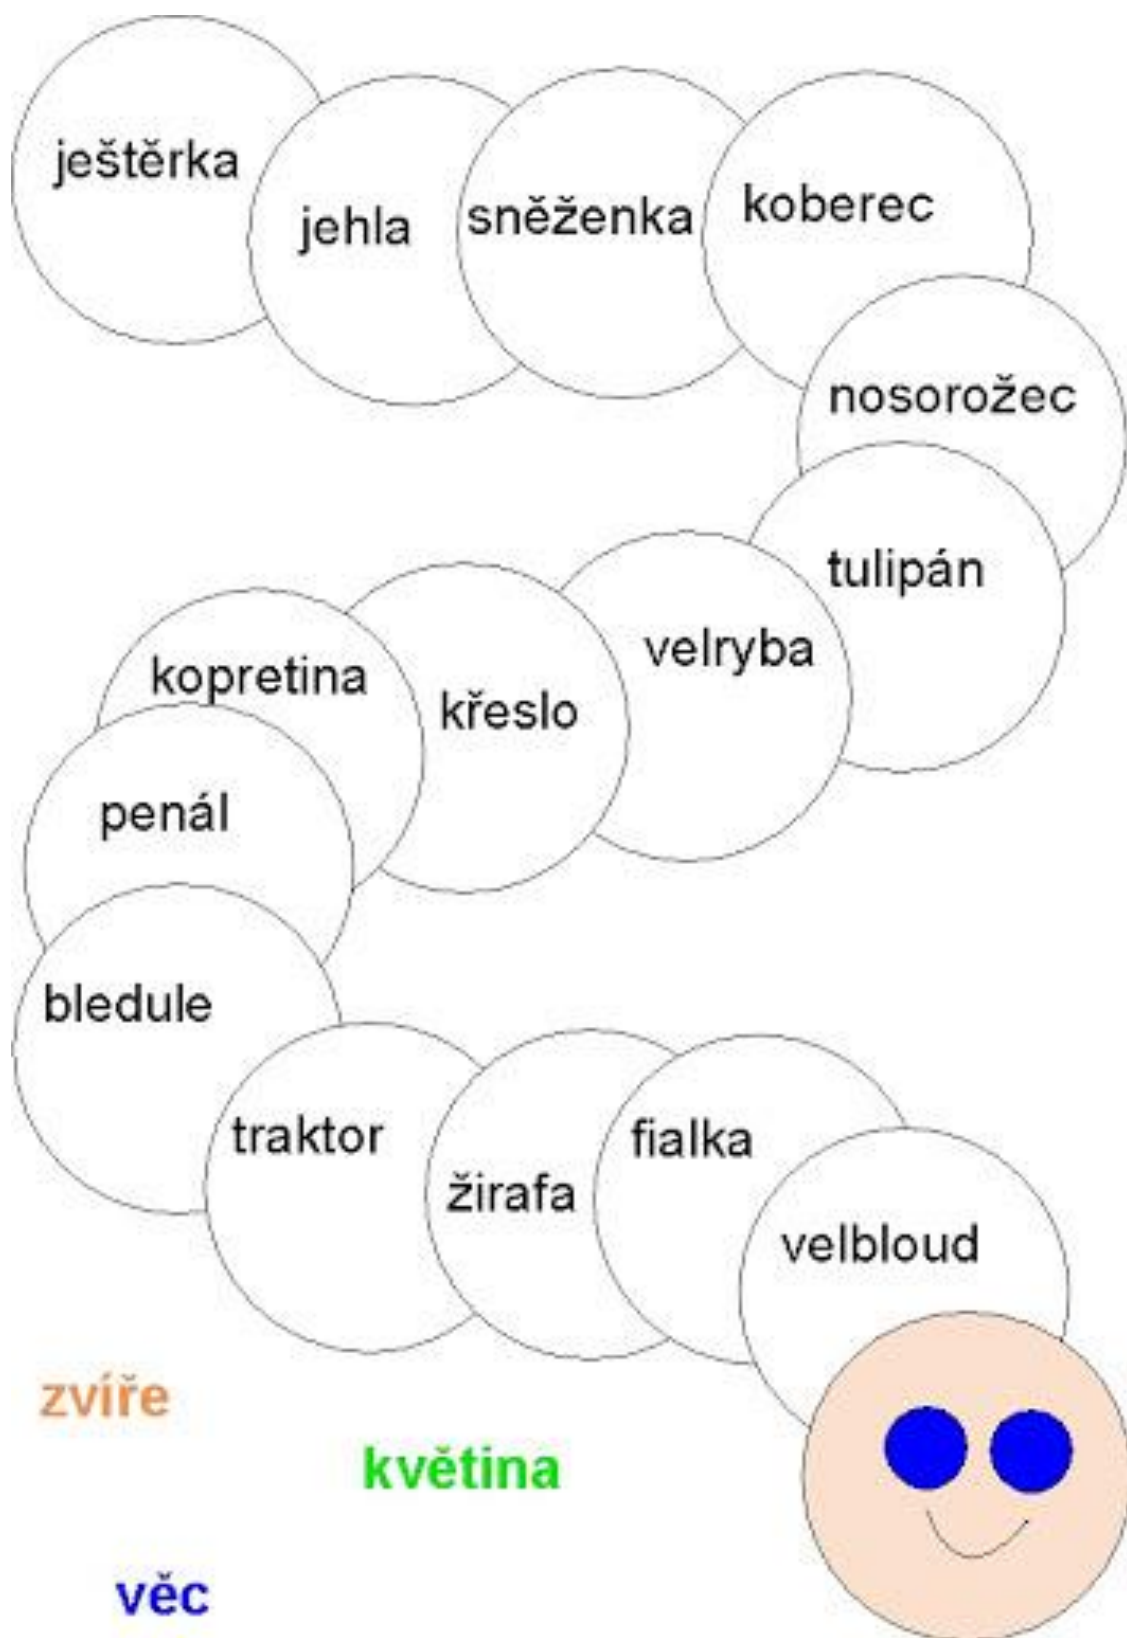 ještěrka
jehla
sněženka
koberec
nosorožec
tulipán
velryba
křeslo
kopretina
penál
bledule
traktor
žirafa
fialka
velbloud
zvíře
květina
věc